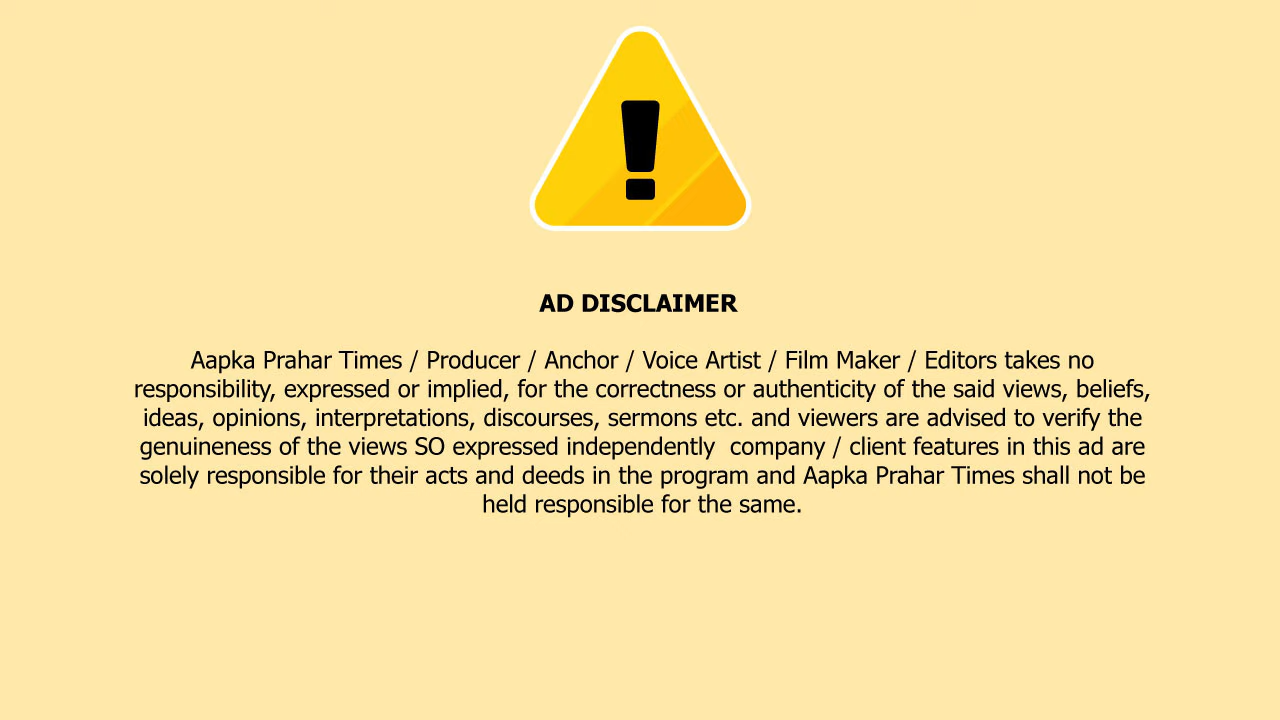 AD DISCLAIMER
Aapka Prahar Times / Producer / Anchor / Voice Artist / Film Maker / Editors takes no
responsibility, expressed or implied, for the correctness or authenticity of the said views, beliefs,
ideas, opinions, interpretations, discourses, sermons etc. and viewers are advised to verify the
genuineness of the views SO expressed independently  company / client features in this ad are
solely responsible for their acts and deeds in the program and Aapka Prahar Times shall not be
held responsible for the same.